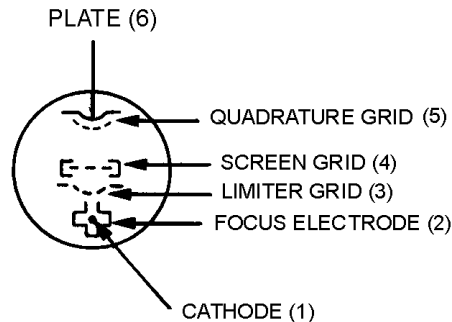 PLATE (6)
QUADRATURE GRID (5)
SCREEN GRID (4)
LIMITER GRID (3)
FOCUS ELECTRODE (2)
CATHODE (1)